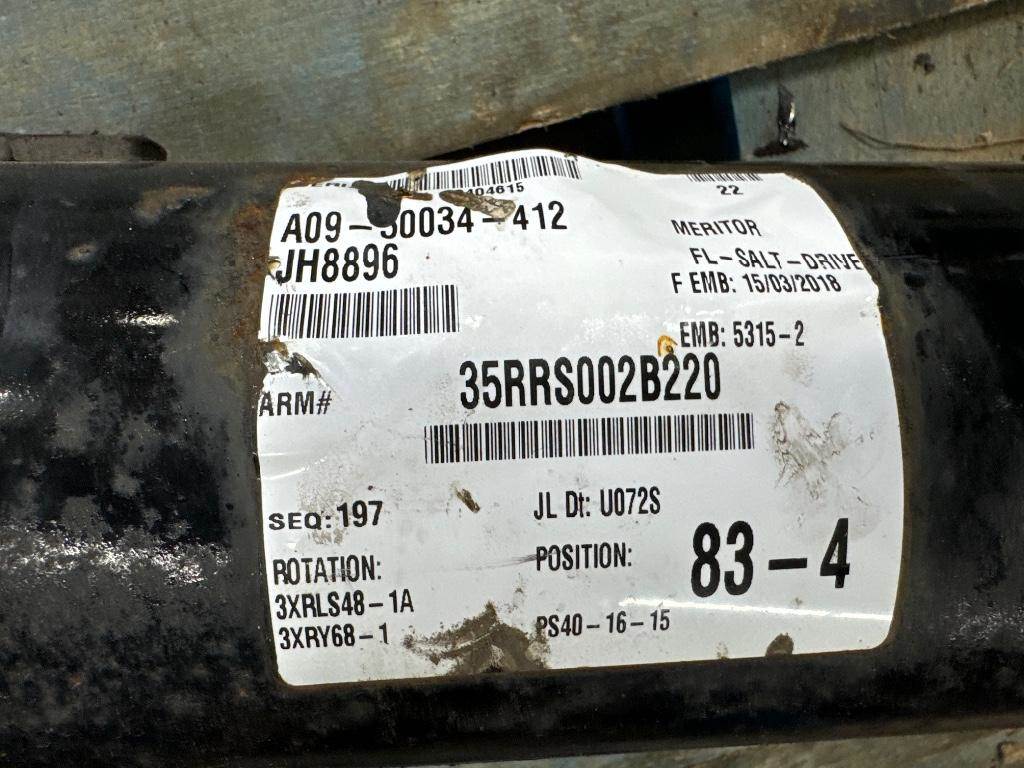 404615
22
A09-30034-412
MERITOR
JH8896
FL-SALT-DRIVE
F EMB: 15/03/2018
EMB: 5315-2
35RRS002B220
ARM#
SEQ: 197
JL Dt: U072S
ROTATION:
POSITION:
83-4
3XRLS48-1A
3XRY68-1
PS40-16-15